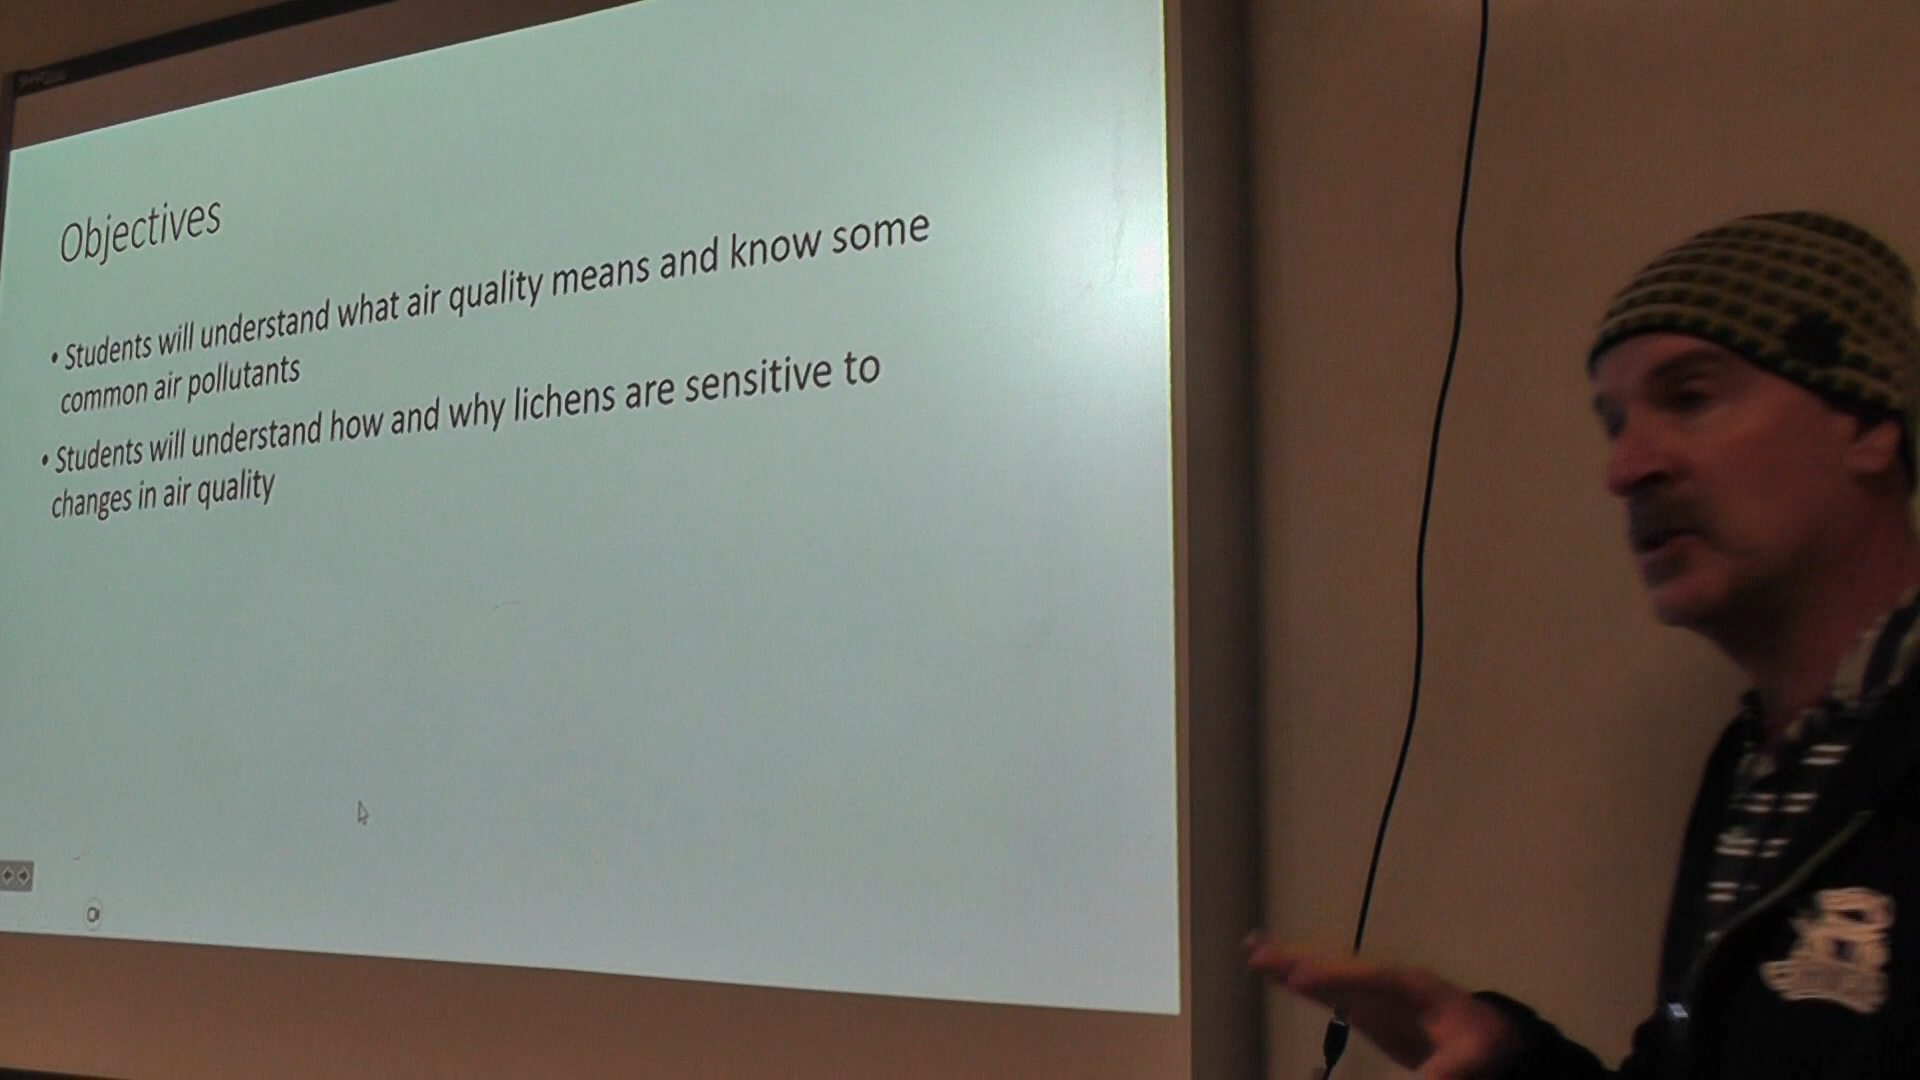 Objectives
• Students will understand what air quality means and know some
common air pollutants
• Students will understand how and why lichens are sensitive to
changes in air quality